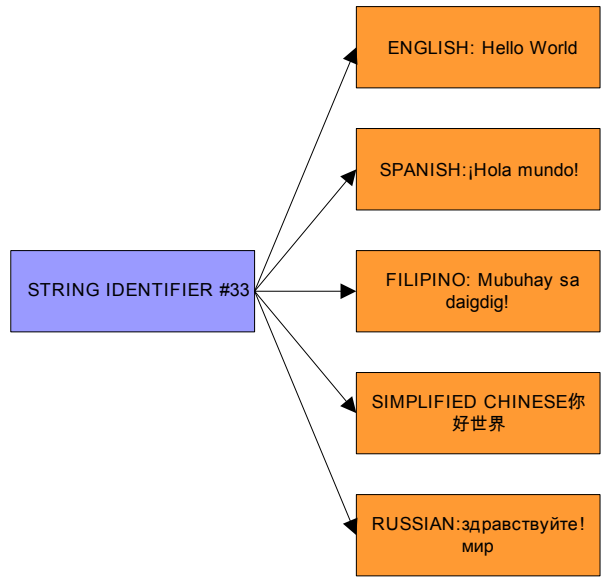 ENGLISH: Hello World
SPANISH:¡Hola mundo!
STRING IDENTIFIER #33
FILIPINO: Mubuhay sa
daigdig!
SIMPLIFIED CHINESE你
好世界
RUSSIAN:здравствуйте!
мир